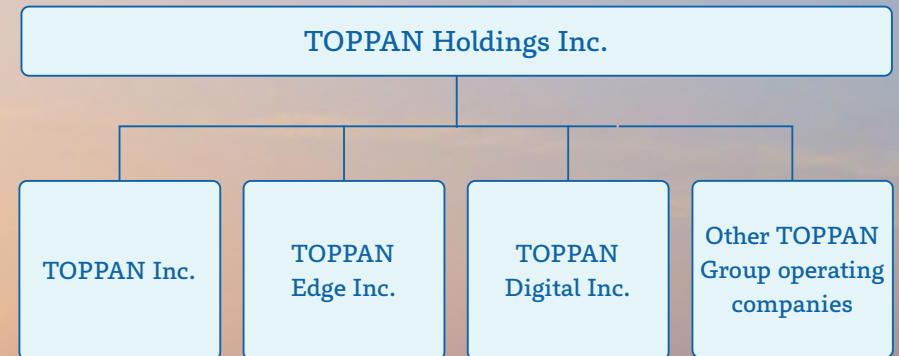 TOPPAN Holdings Inc.
TOPPAN Inc.
TOPPAN
Edge Inc.
TOPPAN
Digital Inc.
Other TOPPAN
Group operating
companies